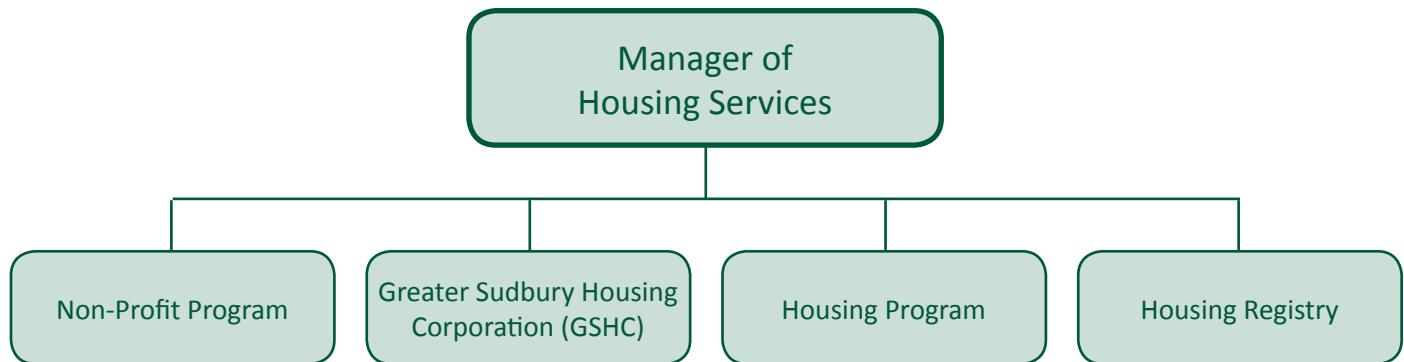 Manager of
Housing Services
Non-Profit Program
Greater Sudbury Housing
Corporation (GSHC)
Housing Program
Housing Registry